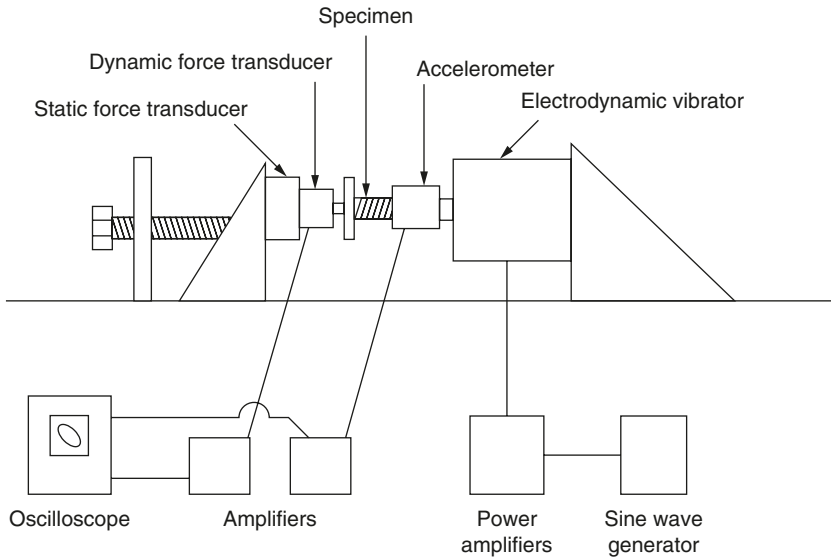 Specimen
Dynamic force transducer
Accelerometer
Static force transducer
Electrodynamic vibrator
Oscilloscope
Amplifiers
Power
amplifiers
Sine wave
generator